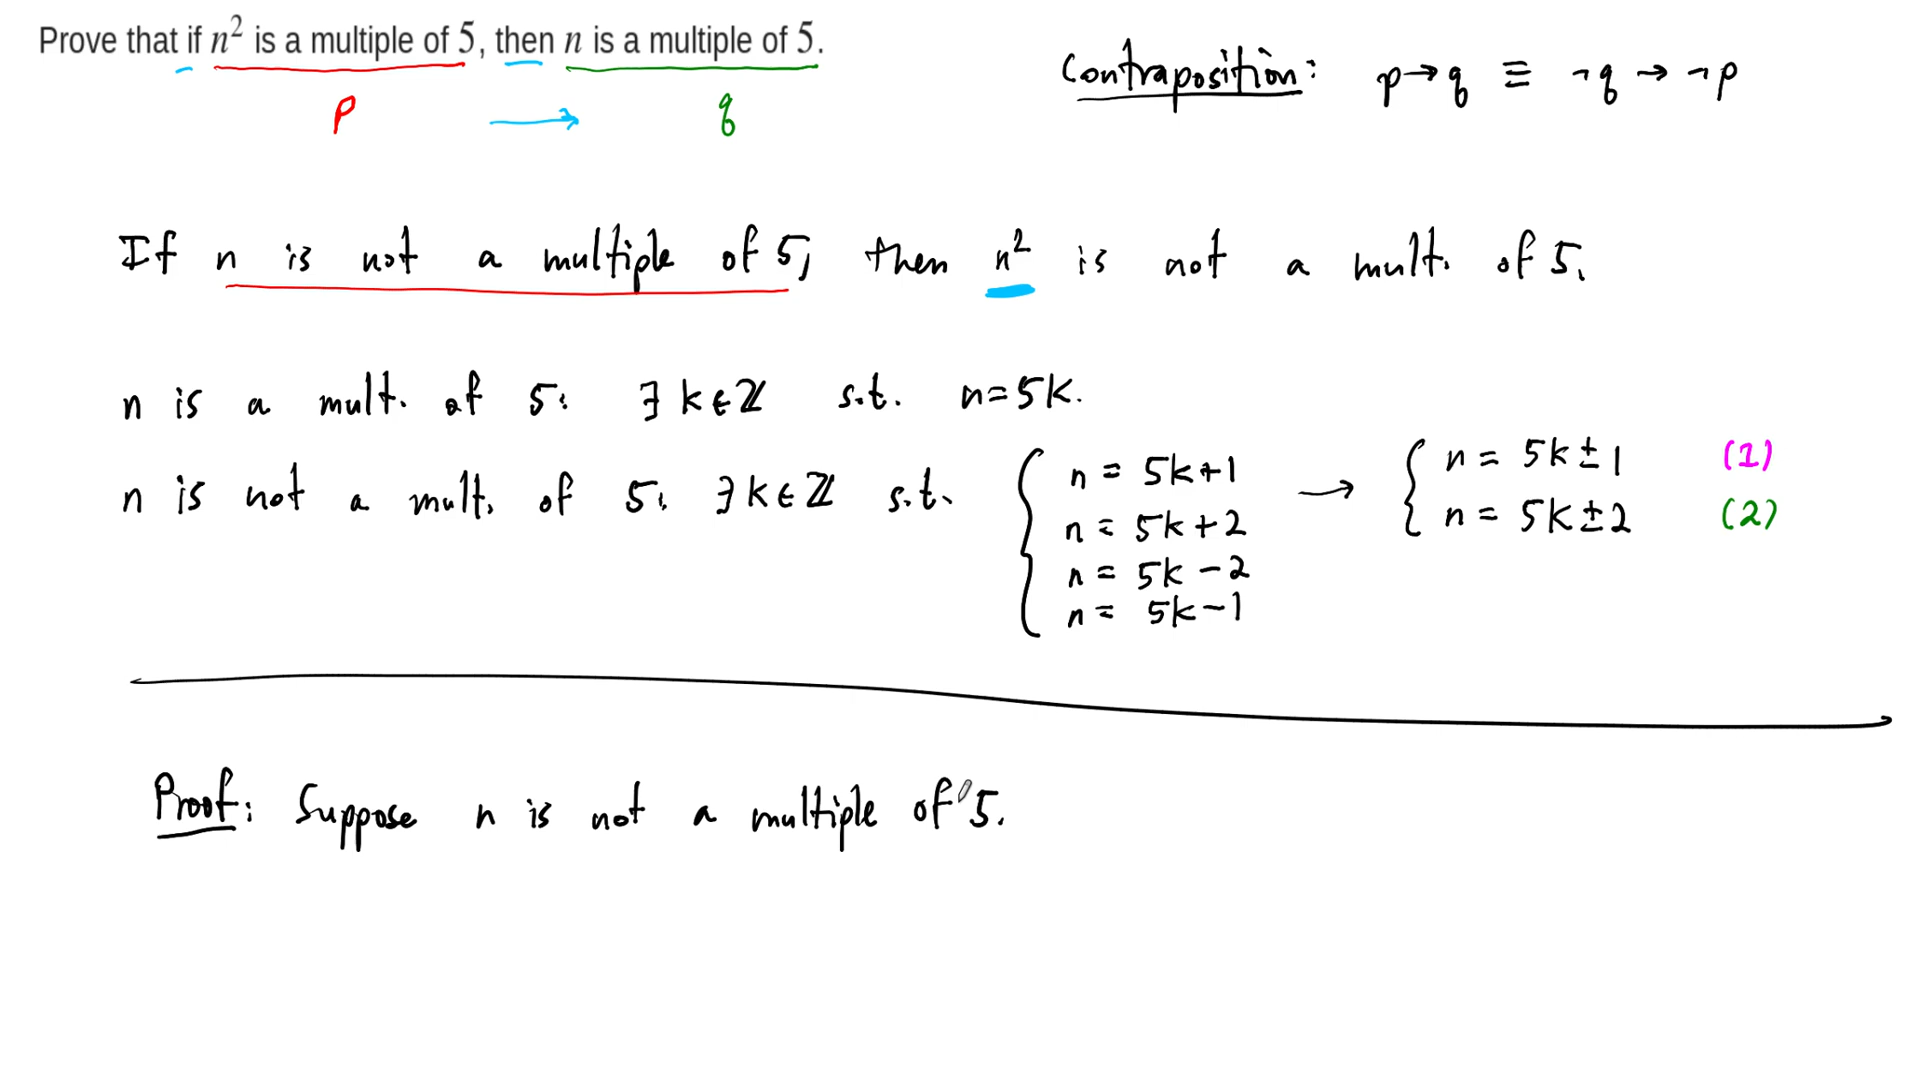 Prove that if n² is a multiple of 5, then n is a multiple of 5.
Contraposition: p→q ≡ ¬q → ¬p
p → q
If n is not a multiple of 5, then n² is not a mult. of 5.
n is a mult. of 5: ∃ k∈ℤ s.t. n=5k.
n is not a mult. of 5: ∃ k∈ℤ s.t.
n = 5k+1
n = 5k+2
n = 5k-2
n = 5k-1
→
n = 5k±1 (1)
n = 5k±2 (2)
Proof: Suppose n is not a multiple of 5.